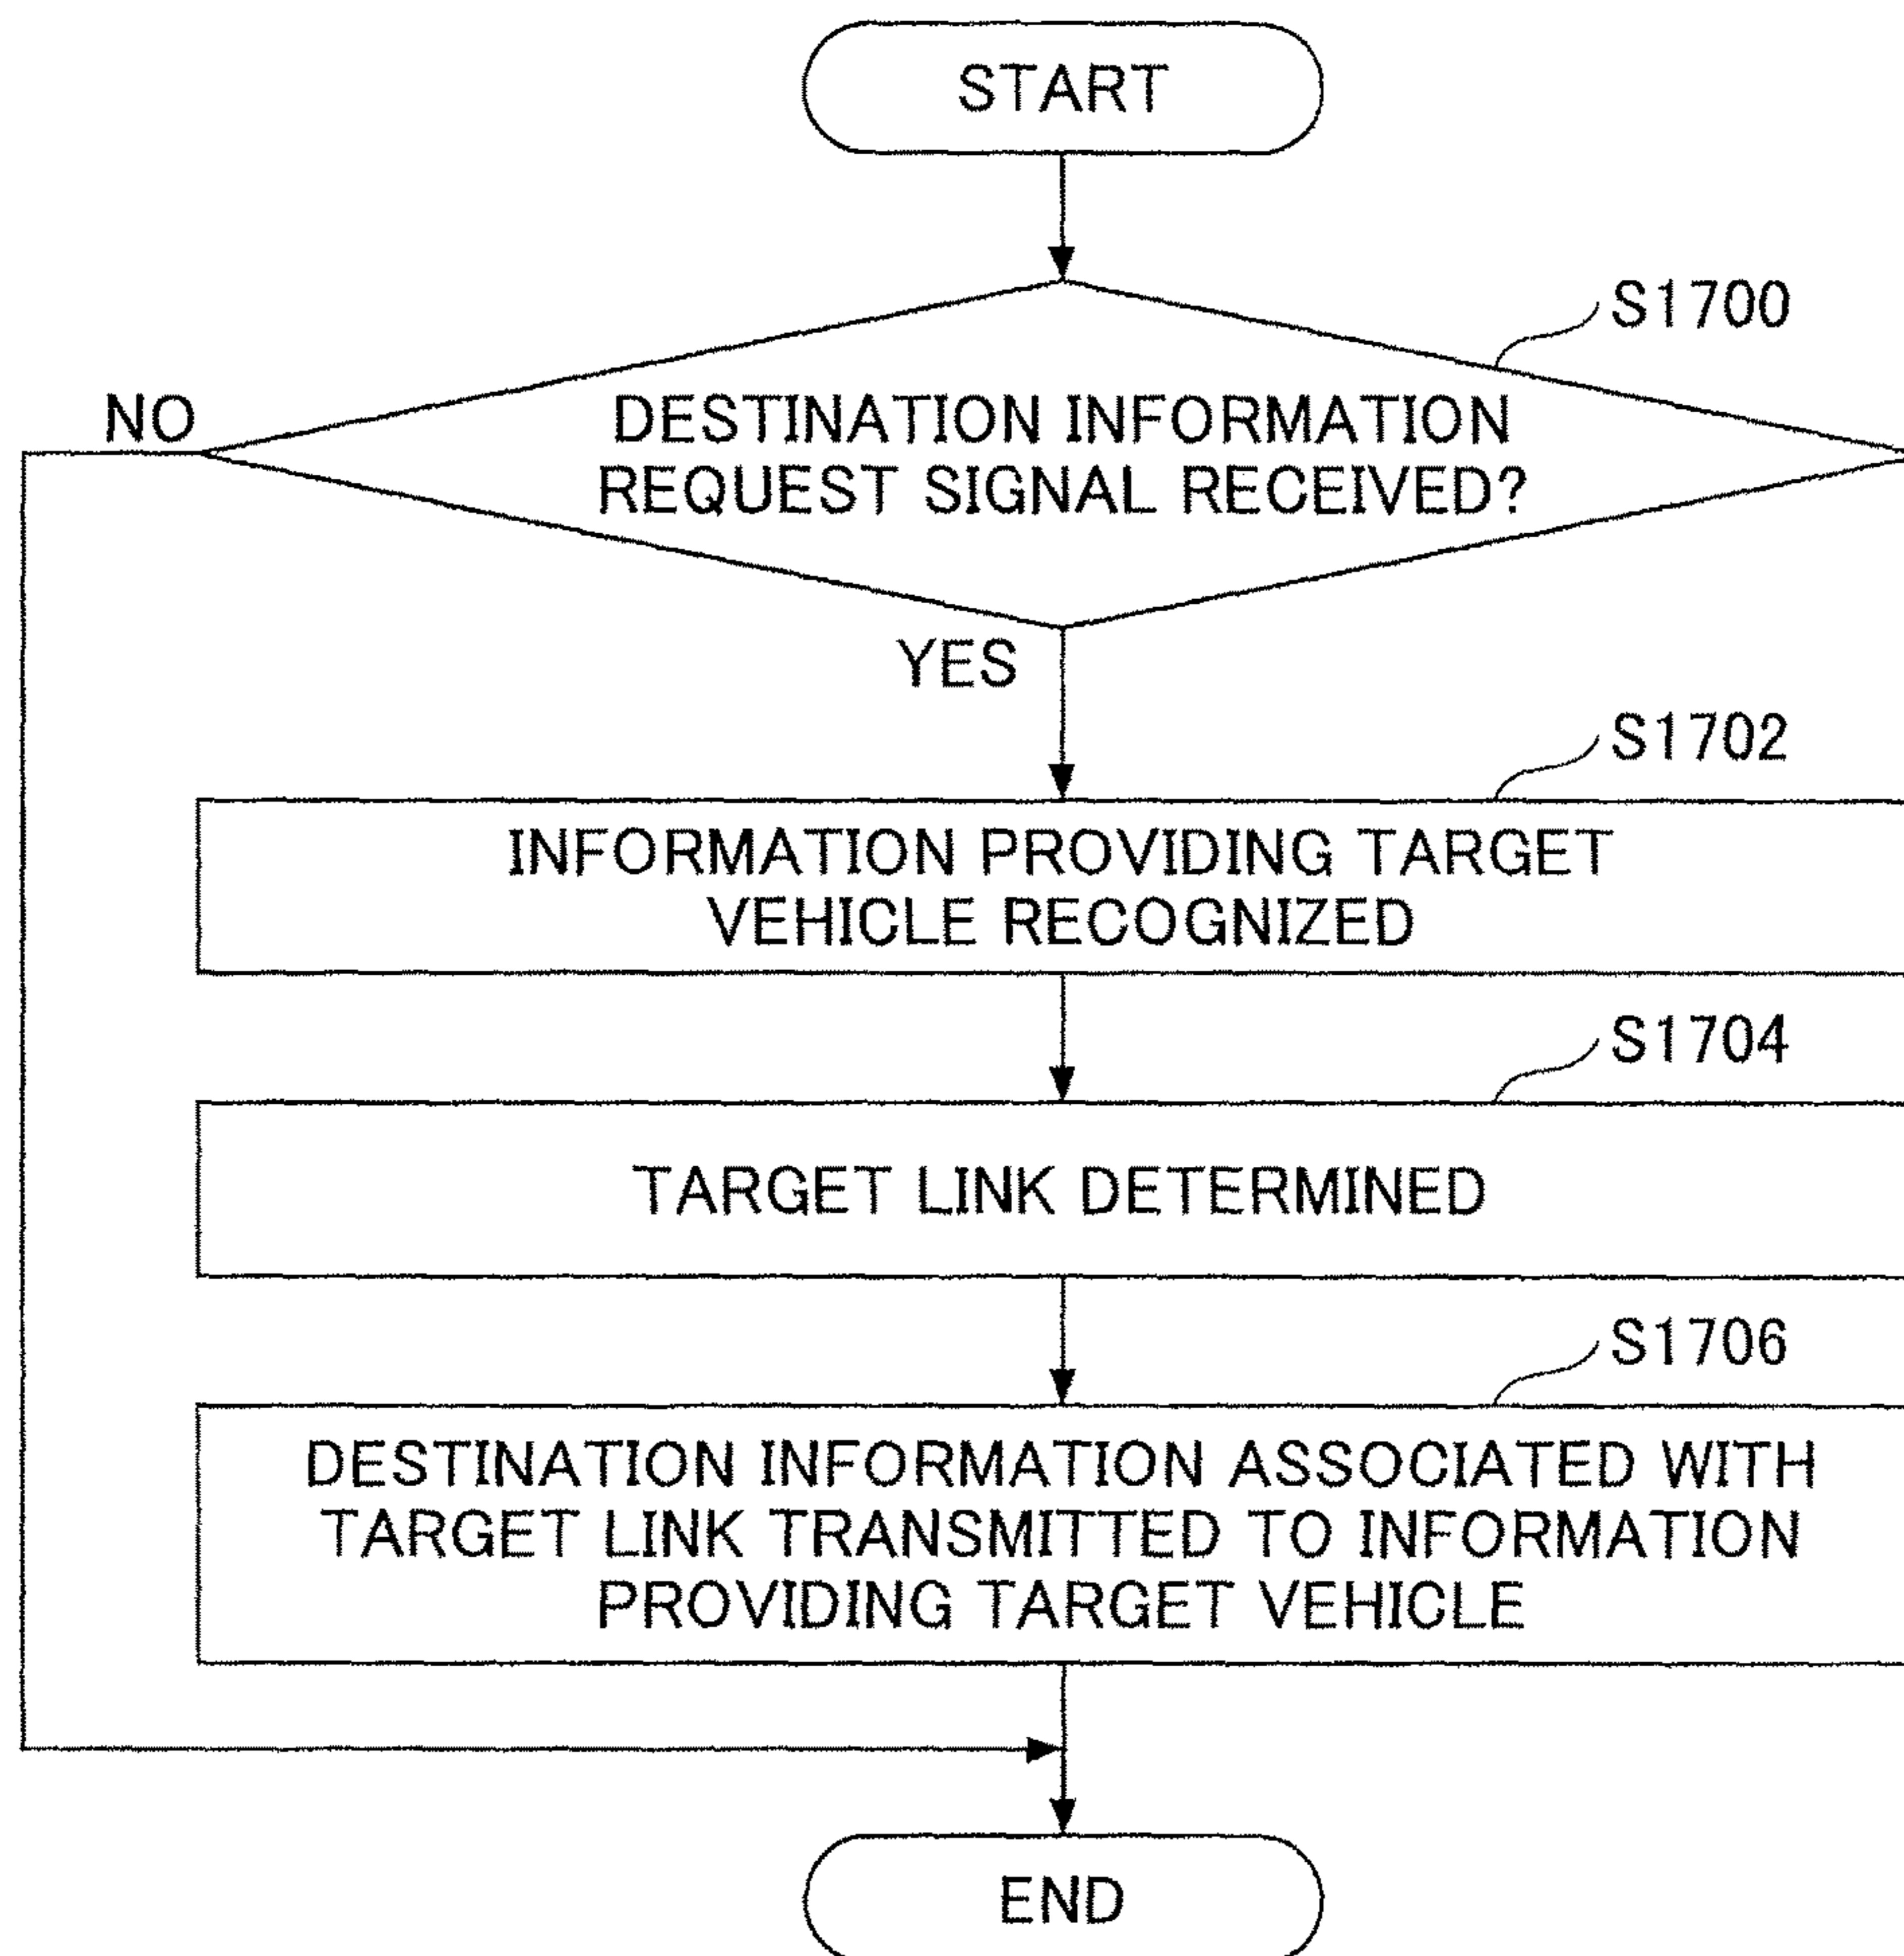 START
S1700
NO
DESTINATION INFORMATION
REQUEST SIGNAL RECEIVED?
YES
S1702
INFORMATION PROVIDING TARGET
VEHICLE RECOGNIZED
S1704
TARGET LINK DETERMINED
S1706
DESTINATION INFORMATION ASSOCIATED WITH
TARGET LINK TRANSMITTED TO INFORMATION
PROVIDING TARGET VEHICLE
END